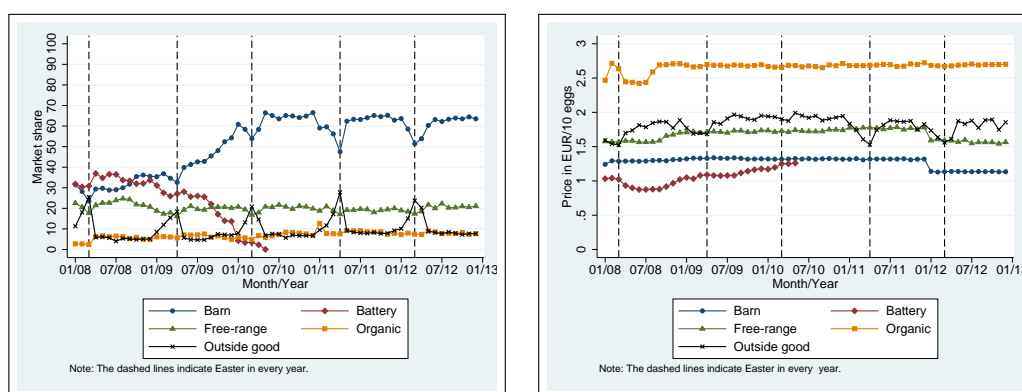 Market share
0 10 20 30 40 50 60 70 80 90 100
01/08 07/08 01/09 07/09 01/10 07/10 01/11 07/11 01/12 07/12 01/13
Month/Year
Barn Battery
Free-range Organic
Outside good
Note: The dashed lines indicate Easter in every year.
Price in EUR/10 eggs
0 .5 1 1.5 2 2.5 3
01/08 07/08 01/09 07/09 01/10 07/10 01/11 07/11 01/12 07/12 01/13
Month/Year
Barn Battery
Free-range Organic
Outside good
Note: The dashed lines indicate Easter in every year.